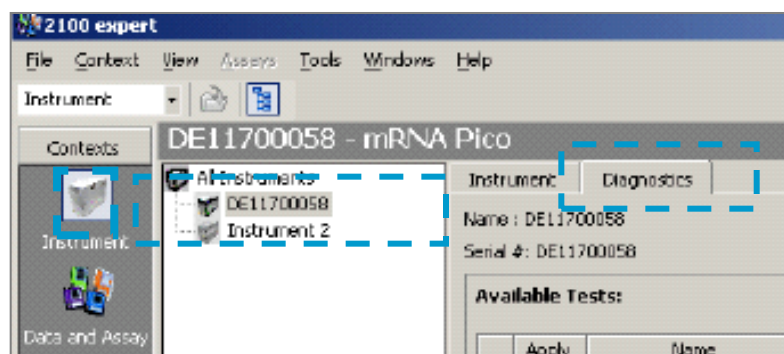 2100 expert
File Context View Assays Tools Windows Help
Instrument
Contexts
DE11700058 - mRNA Pico
All Instruments
DE11700058
Instrument 2
Instrument
Data and Assay
Instrument Diagnostics
Name : DE11700058
Serial #: DE11700058
Available Tests:
Apply Name